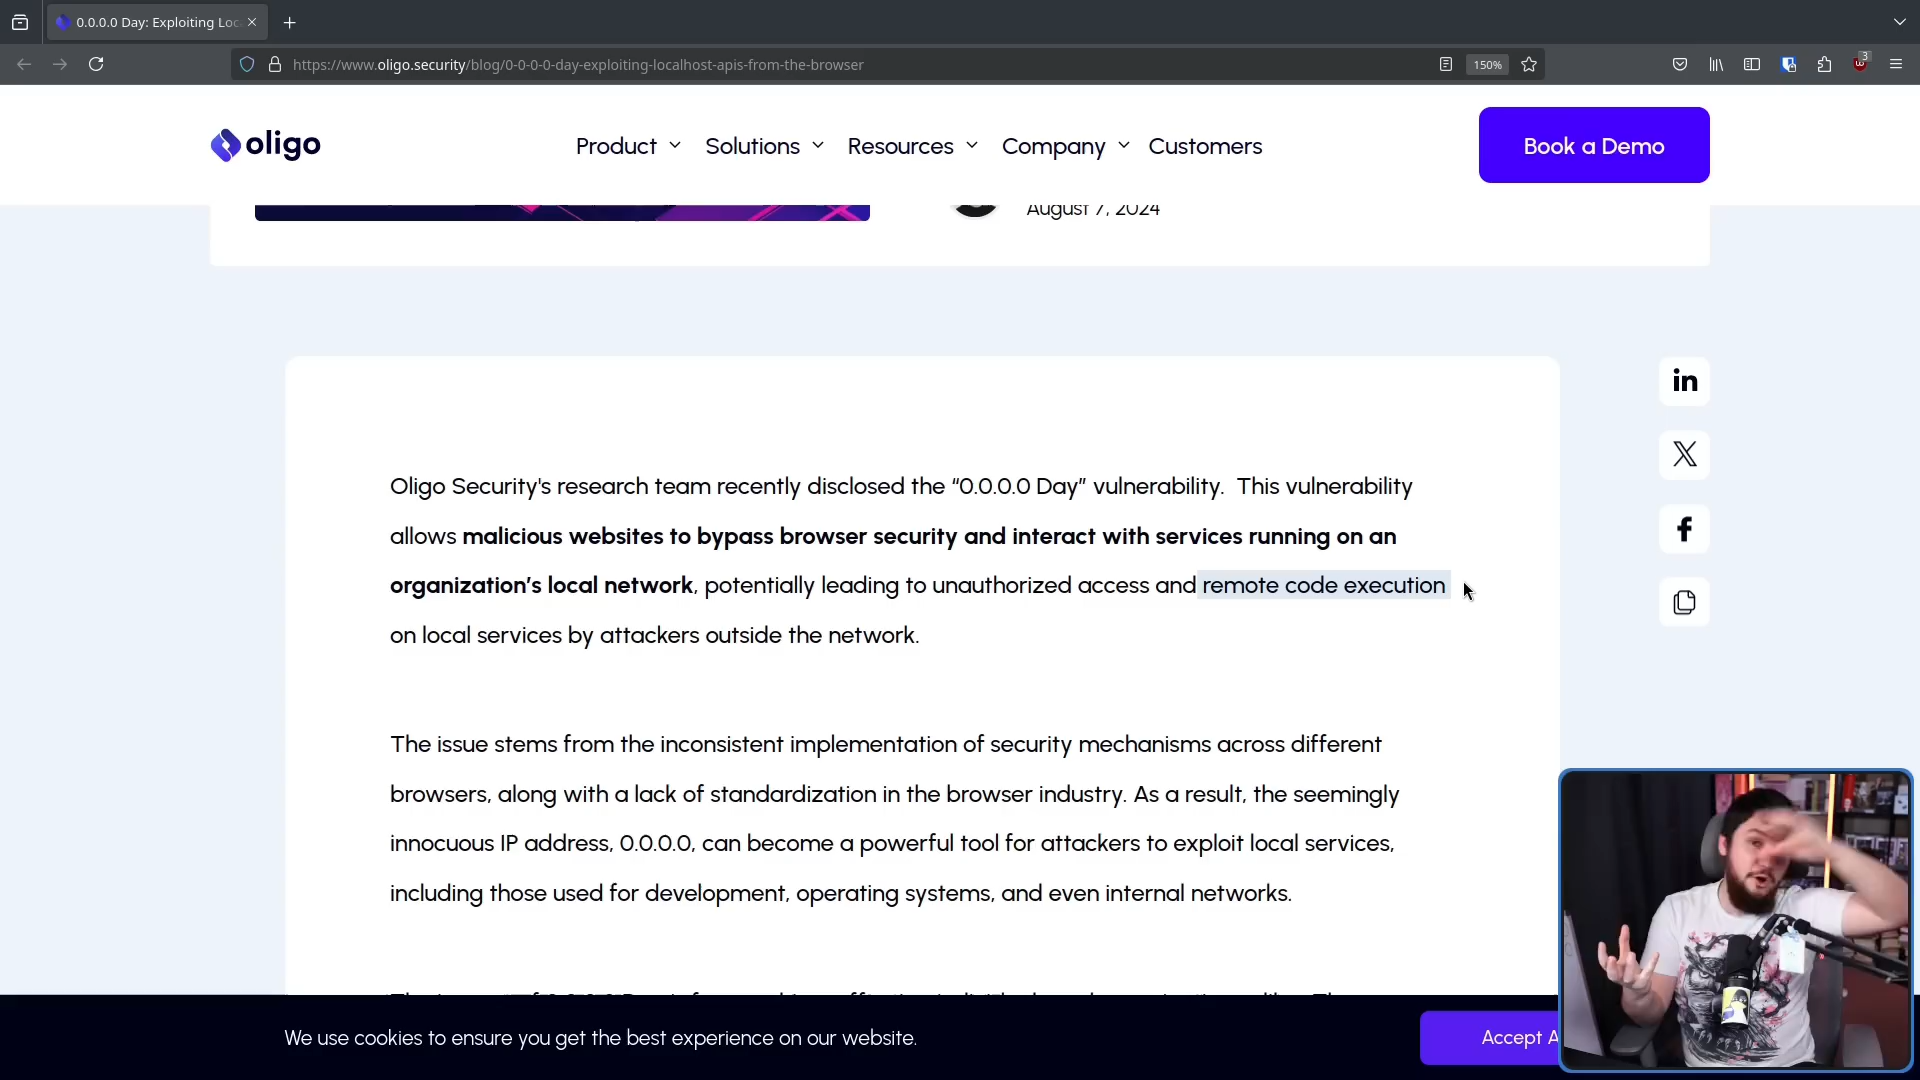 0.0.0.0 Day: Exploiting Loc
https://www.oligo.security/blog/0-0-0-0-day-exploiting-localhost-apis-from-the-browser
150%
3
oligo
Product
Solutions
Resources
Company
Customers
Book a Demo
August 7, 2024
in
X
f
Oligo Security's research team recently disclosed the “0.0.0.0 Day” vulnerability. This vulnerability
allows malicious websites to bypass browser security and interact with services running on an
organization’s local network, potentially leading to unauthorized access and remote code execution
on local services by attackers outside the network.
The issue stems from the inconsistent implementation of security mechanisms across different
browsers, along with a lack of standardization in the browser industry. As a result, the seemingly
innocuous IP address, 0.0.0.0, can become a powerful tool for attackers to exploit local services,
including those used for development, operating systems, and even internal networks.
We use cookies to ensure you get the best experience on our website.
Accept A